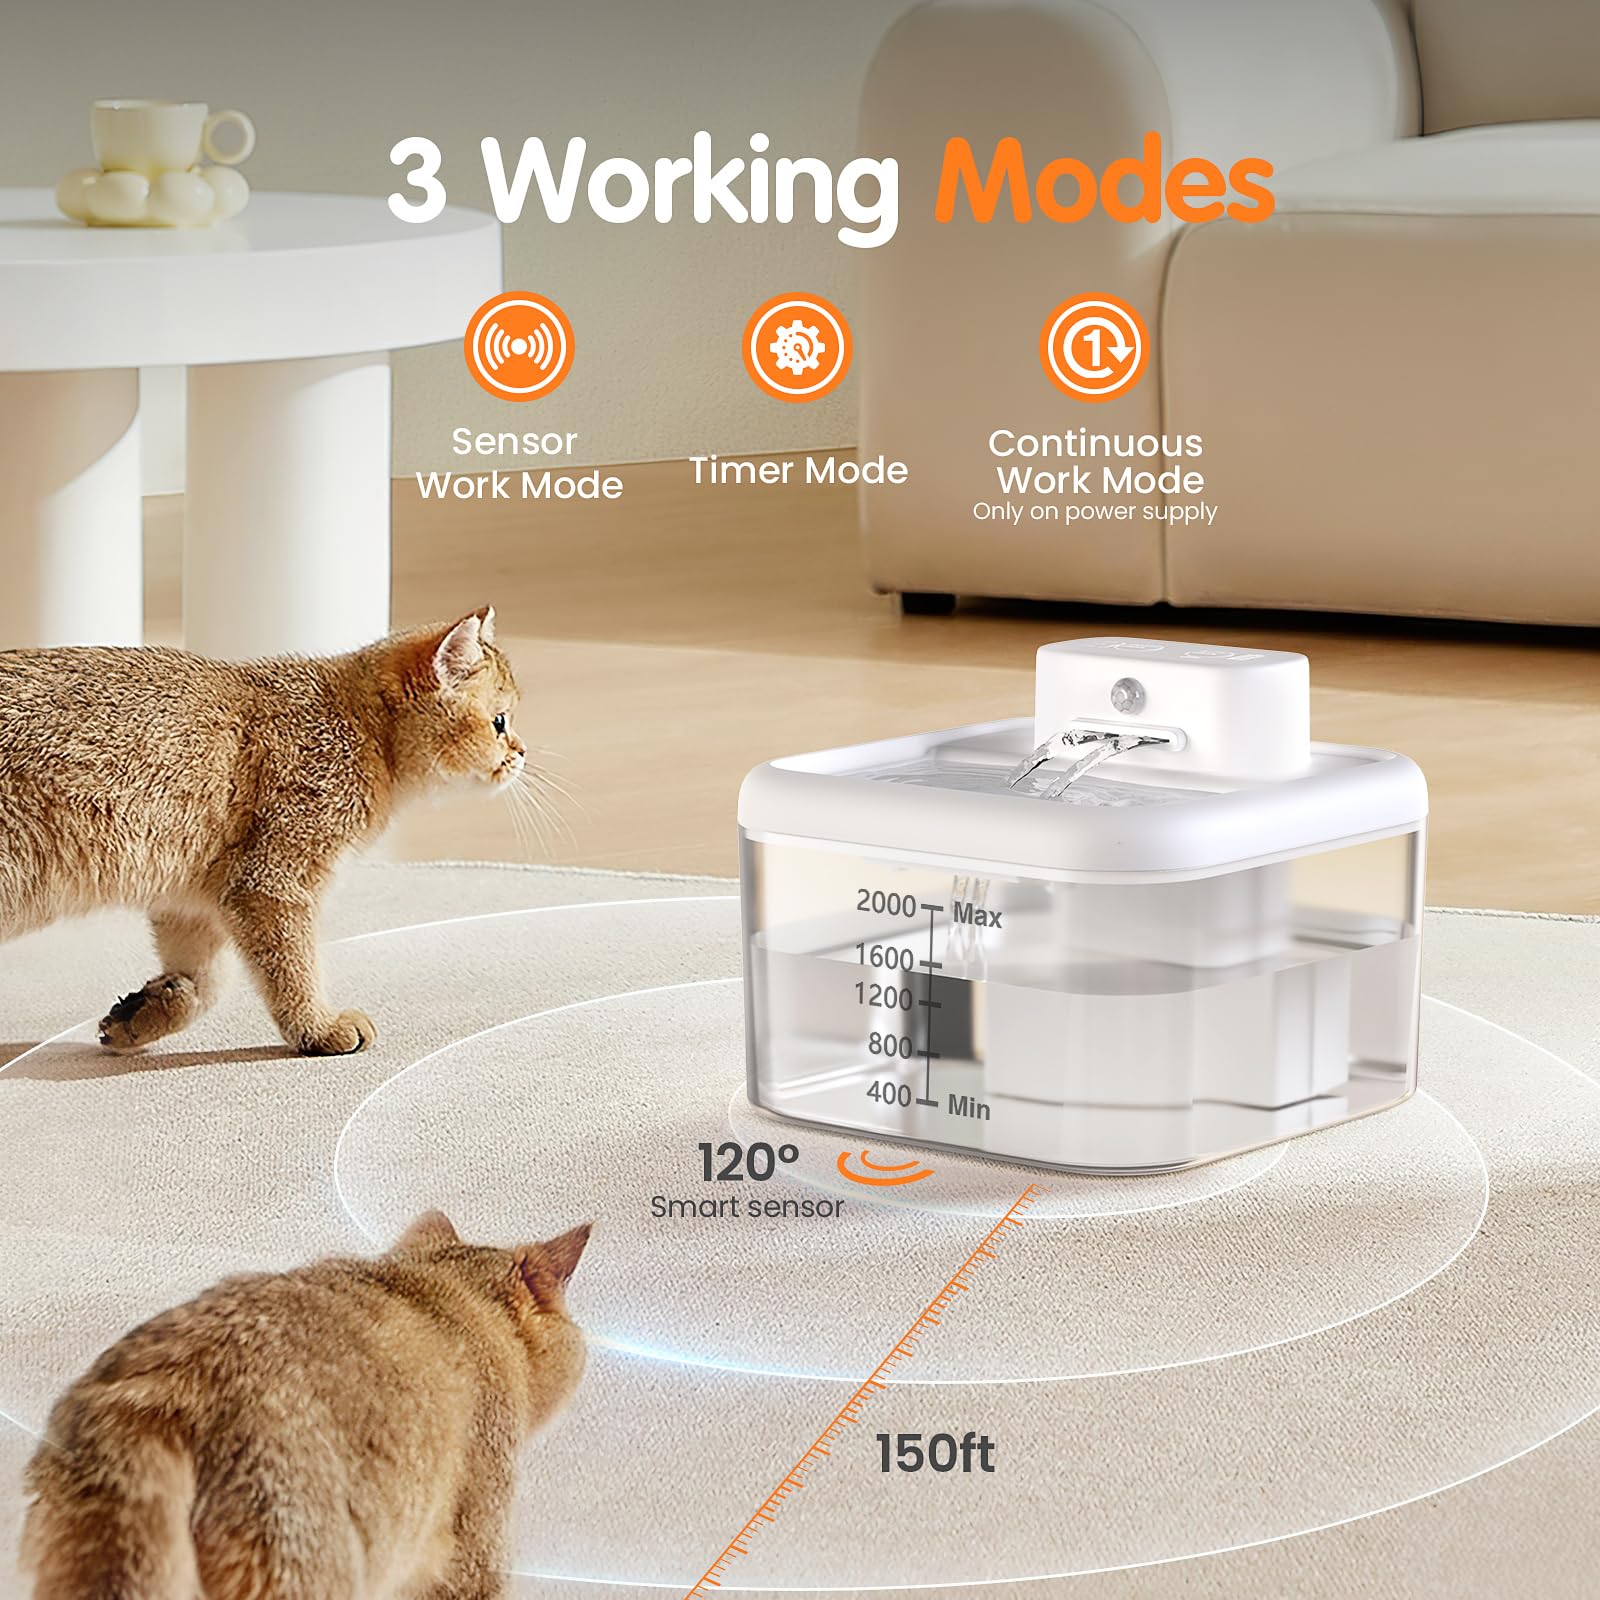 3 Working Modes
Sensor
Work Mode
Timer Mode
1
Continuous
Work Mode
Only on power supply
2000 Max
1600
1200
800
400 Min
120°
Smart sensor
150ft